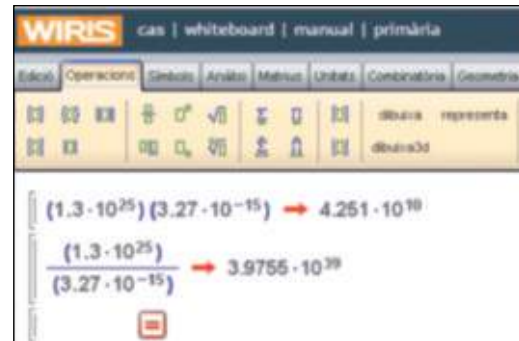 WIRIS cas | whiteboard | manual | primària
Edició Operacions Símbols Anàlisi Matrius Unitats Combinatòria Geometria
dibuixa representa
dibuixa3d
(1.3·10²⁵)(3.27·10⁻¹⁵) → 4.251·10¹⁰
(1.3·10²⁵)
(3.27·10⁻¹⁵) → 3.9755·10³⁹
=